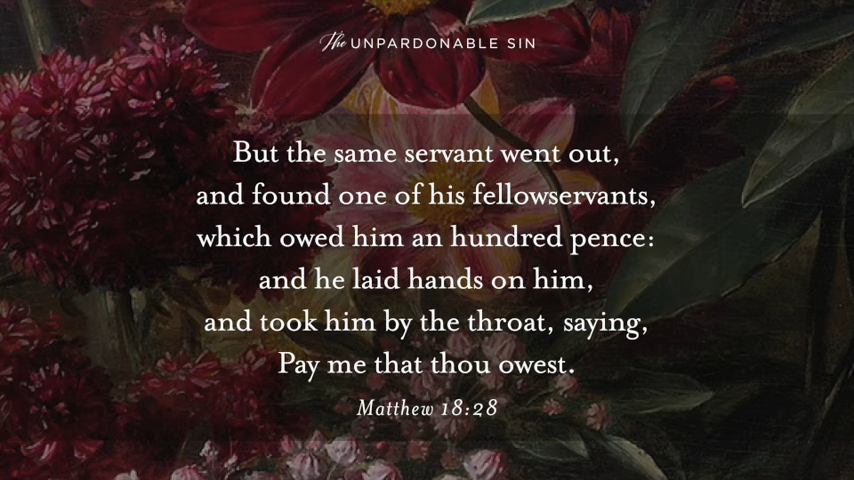 The UNPARDONABLE SIN
But the same servant went out,
and found one of his fellowservants,
which owed him an hundred pence:
and he laid hands on him,
and took him by the throat, saying,
Pay me that thou owest.
Matthew 18:28